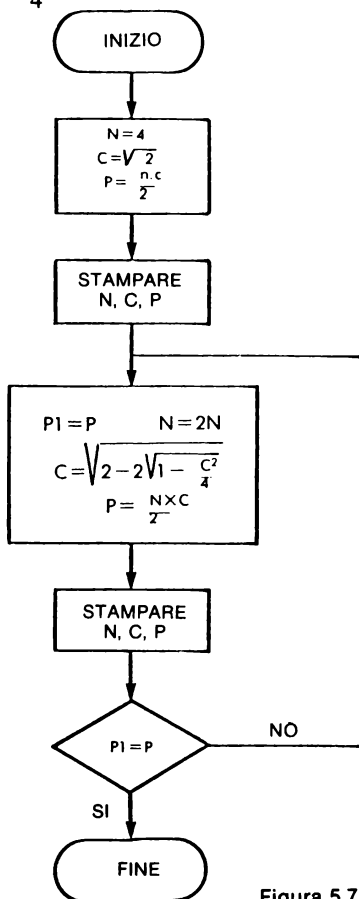 4
INIZIO
N=4
C=√2
P= n.c/2
STAMPARE
N, C, P
P1=P N=2N
C=√2-2√1- C²/4
P= N×C/2
STAMPARE
N, C, P
P1=P
NO
SI
FINE
Figura 5.7